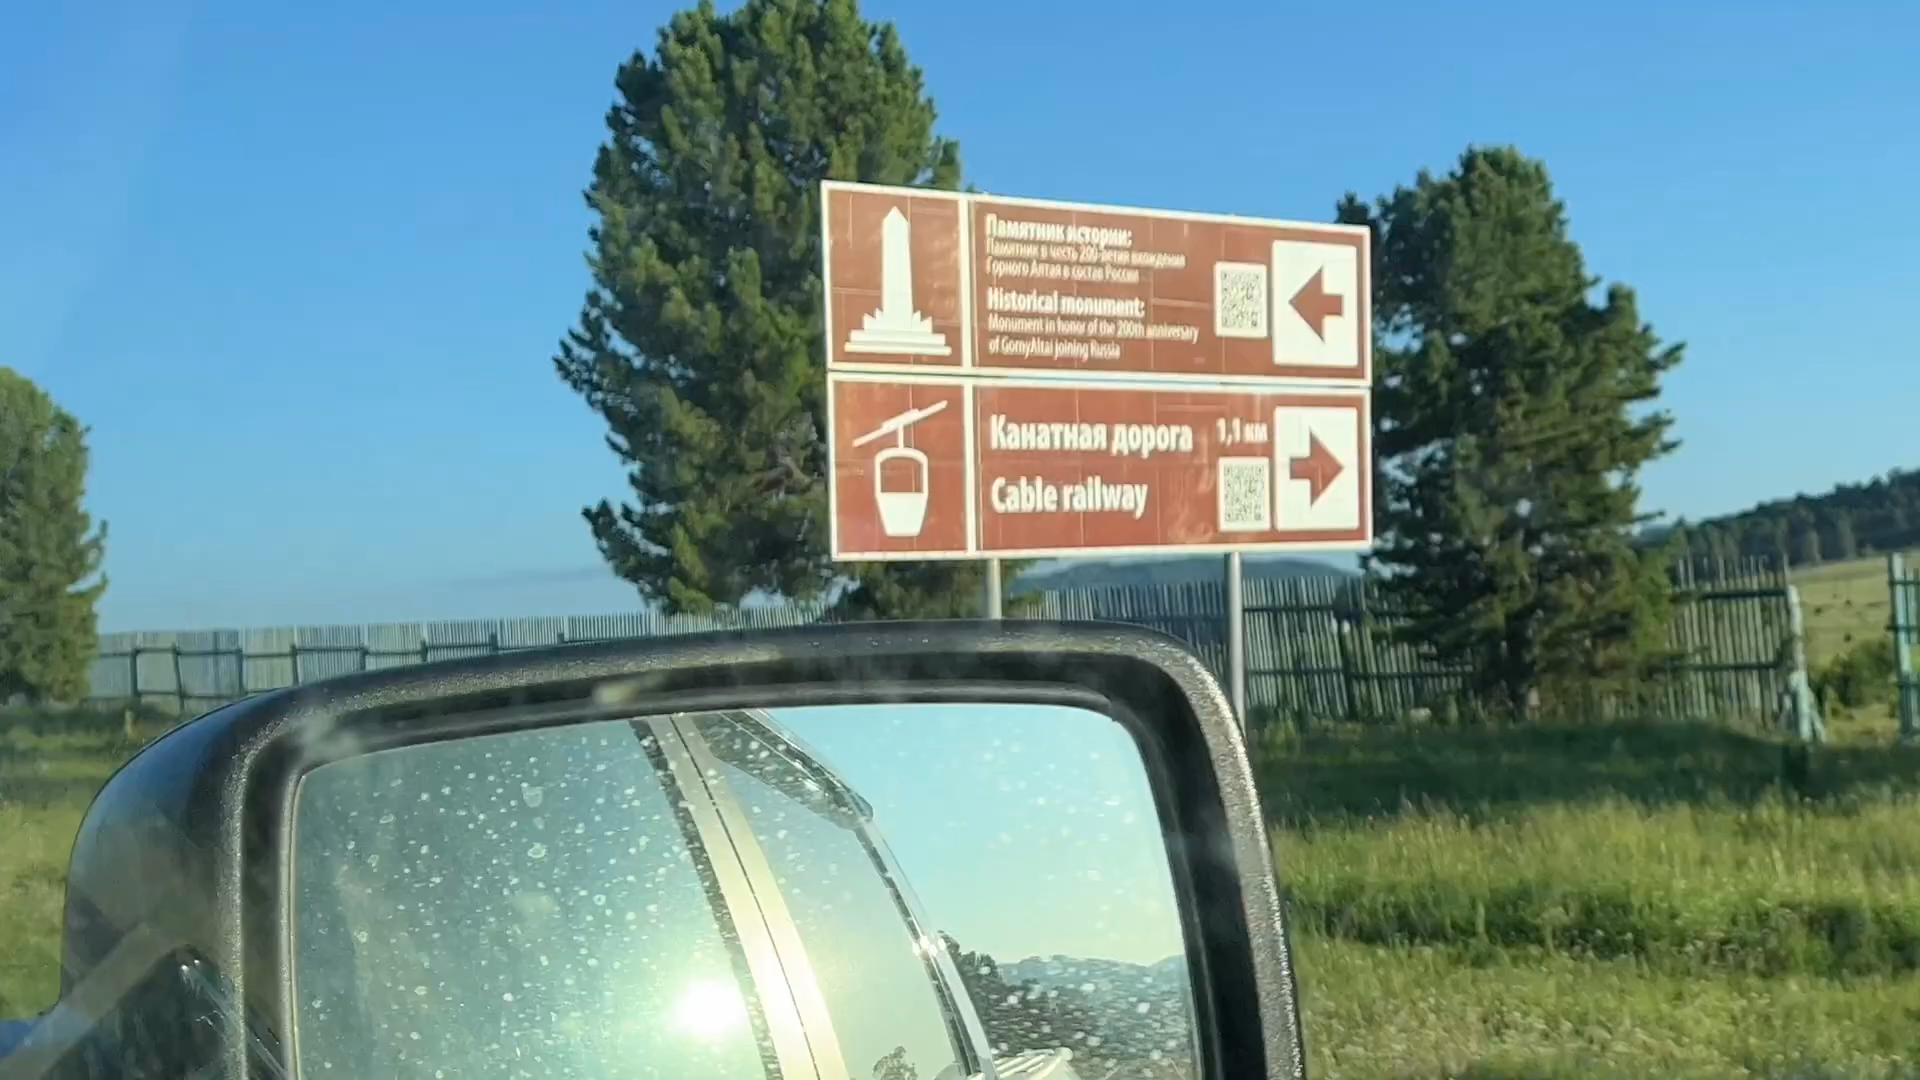 Памятник истории:
Памятник в честь 200-летия вхождения
Горного Алтая в состав России
Historical monument:
Monument in honor of the 200th anniversary
of GornyAltai joining Russia
Канатная дорога 1,1 км
Cable railway